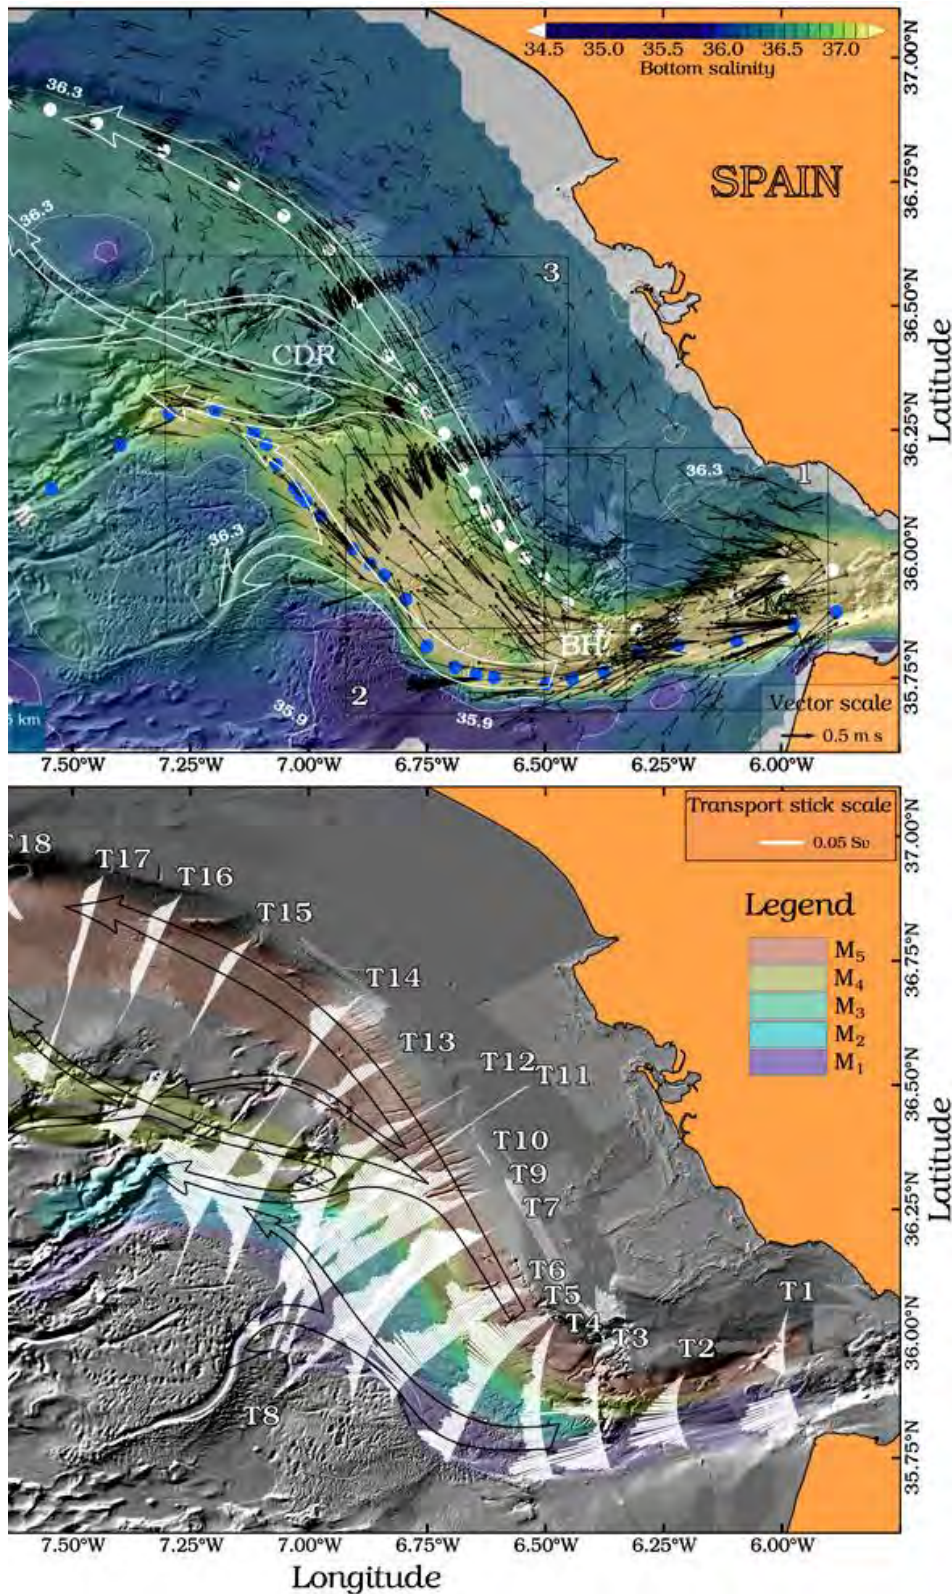 34.5 35.0 35.5 36.0 36.5 37.0
Bottom salinity
SPAIN
36.3
36.3
3
CDR
1
36.3
36.3
BH
2
35.9
35.9
Vector scale
0.5 m s
37.00°N
36.75°N
36.50°N
36.25°N
36.00°N
35.75°N
Latitude
7.50°W 7.25°W 7.00°W 6.75°W 6.50°W 6.25°W 6.00°W
Transport stick scale
0.05 Sv
Legend
M5
M4
M3
M2
M1
T18
T17
T16
T15
T14
T13
T12
T11
T10
T9
T7
T6
T5
T4
T3
T2
T1
T8
37.00°N
36.75°N
36.50°N
36.25°N
36.00°N
35.75°N
Latitude
7.50°W 7.25°W 7.00°W 6.75°W 6.50°W 6.25°W 6.00°W
Longitude